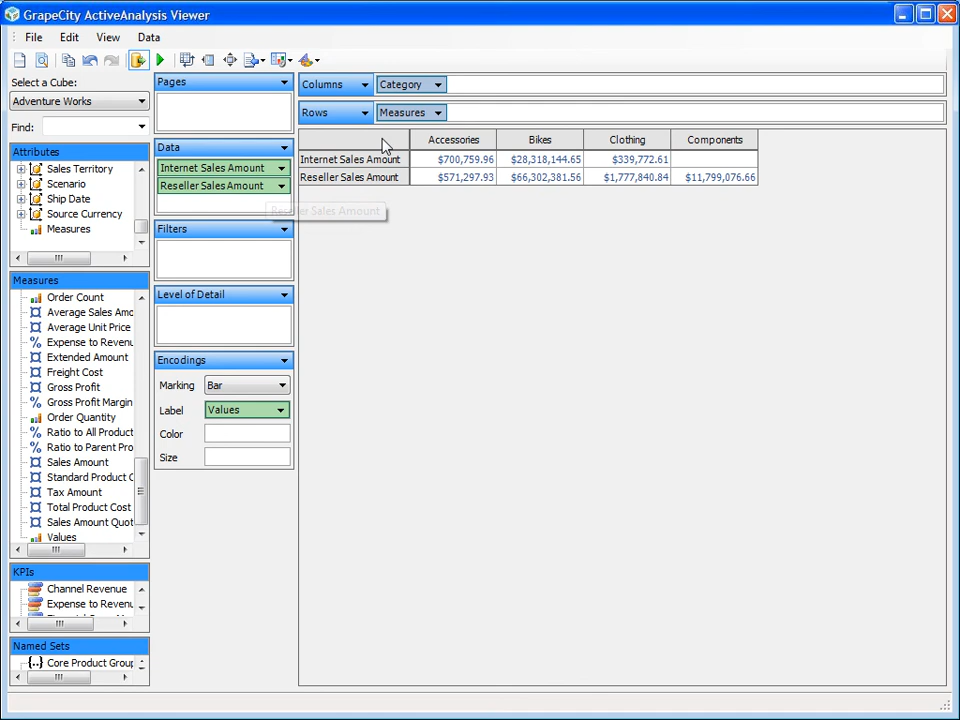 GrapeCity ActiveAnalysis Viewer
File Edit View Data
Select a Cube:
Adventure Works
Find:
Attributes
Sales Territory
Scenario
Ship Date
Source Currency
Measures
Measures
Order Count
Average Sales Amo
Average Unit Price
Expense to Revenu
Extended Amount
Freight Cost
Gross Profit
Gross Profit Margin
Order Quantity
Ratio to All Product
Ratio to Parent Pro
Sales Amount
Standard Product C
Tax Amount
Total Product Cost
Sales Amount Quot
Values
KPIs
Channel Revenue
Expense to Revenu
Named Sets
Core Product Group
Pages
Data
Internet Sales Amount
Reseller Sales Amount
Reseller Sales Amount
Filters
Level of Detail
Encodings
Marking Bar
Label Values
Color
Size
Columns Category
Rows Measures
Accessories Bikes Clothing Components
Internet Sales Amount $700,759.96 $28,318,144.65 $339,772.61
Reseller Sales Amount $571,297.93 $66,302,381.56 $1,777,840.84 $11,799,076.66